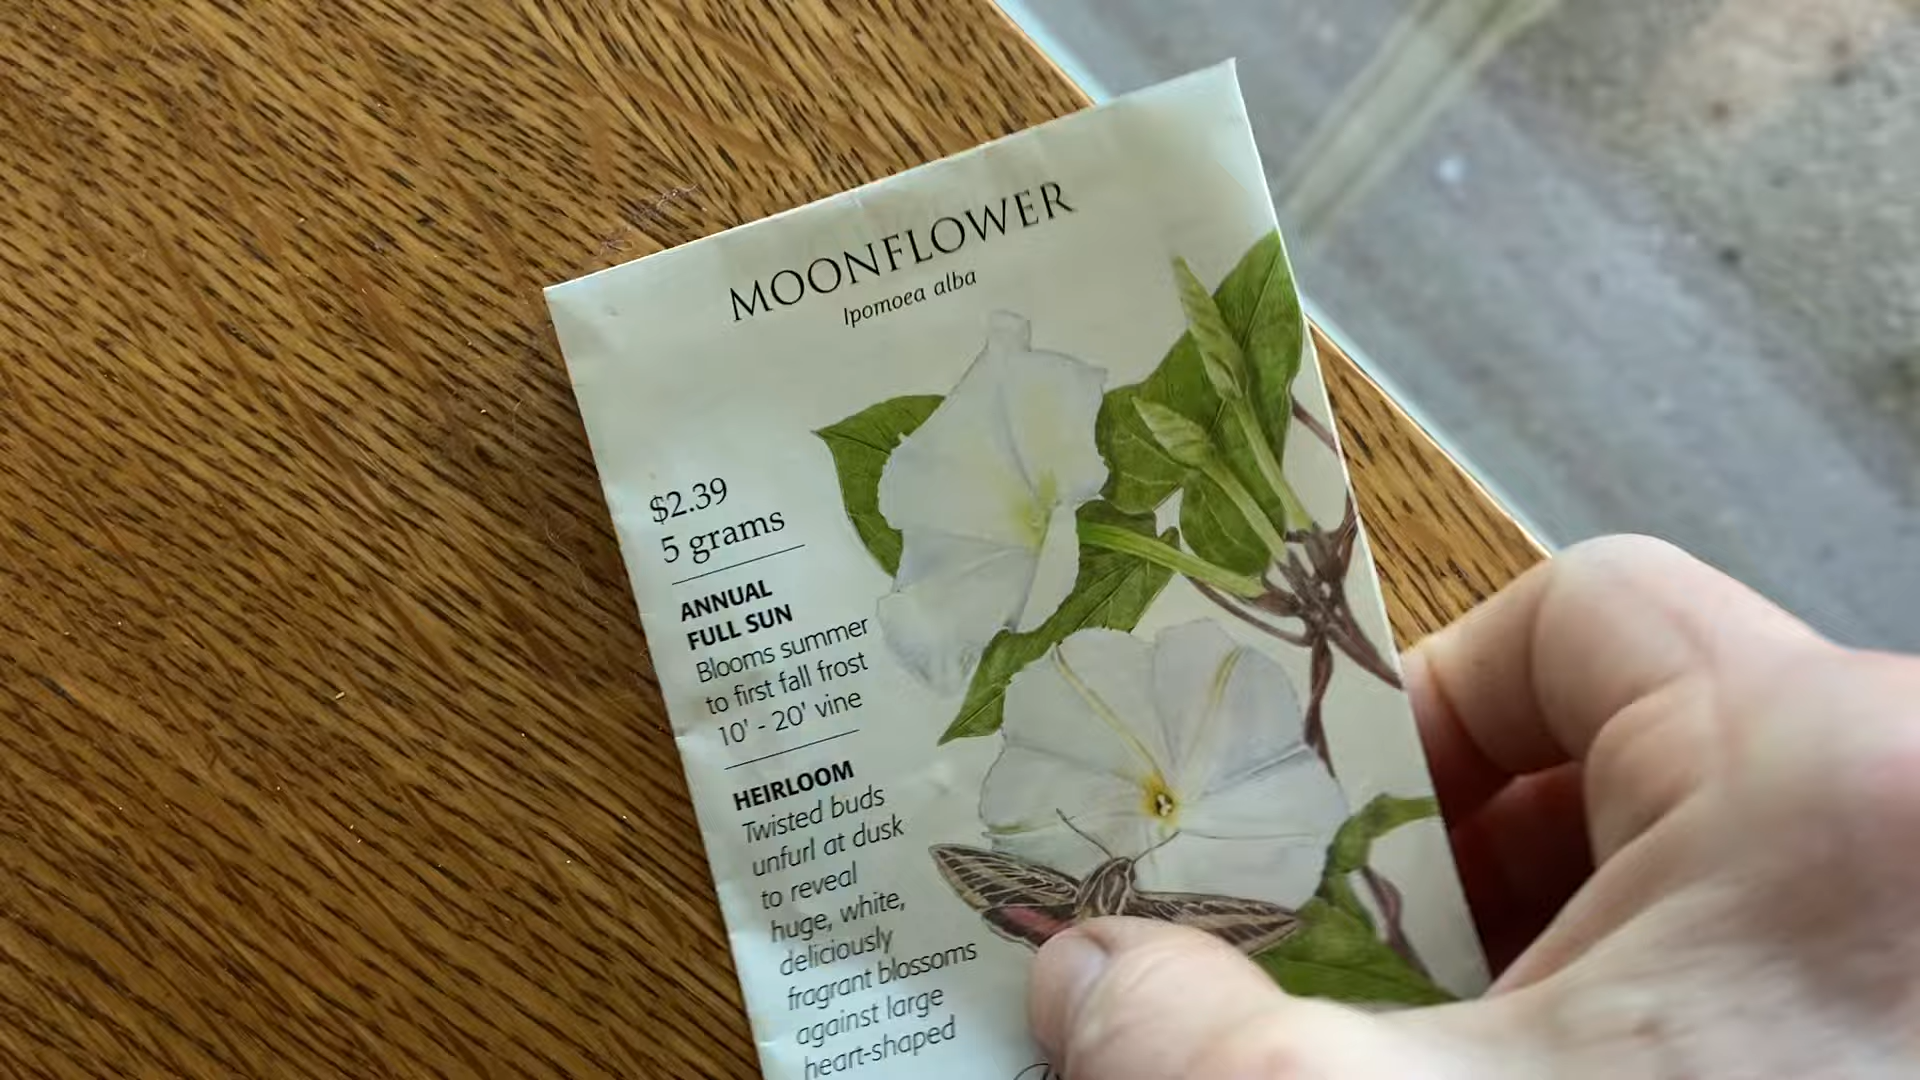 MOONFLOWER
Ipomoea alba
$2.39
5 grams
ANNUAL
FULL SUN
Blooms summer
to first fall frost
10' - 20' vine
HEIRLOOM
Twisted buds
unfurl at dusk
to reveal
huge, white,
deliciously
fragrant blossoms
against large
heart-shaped